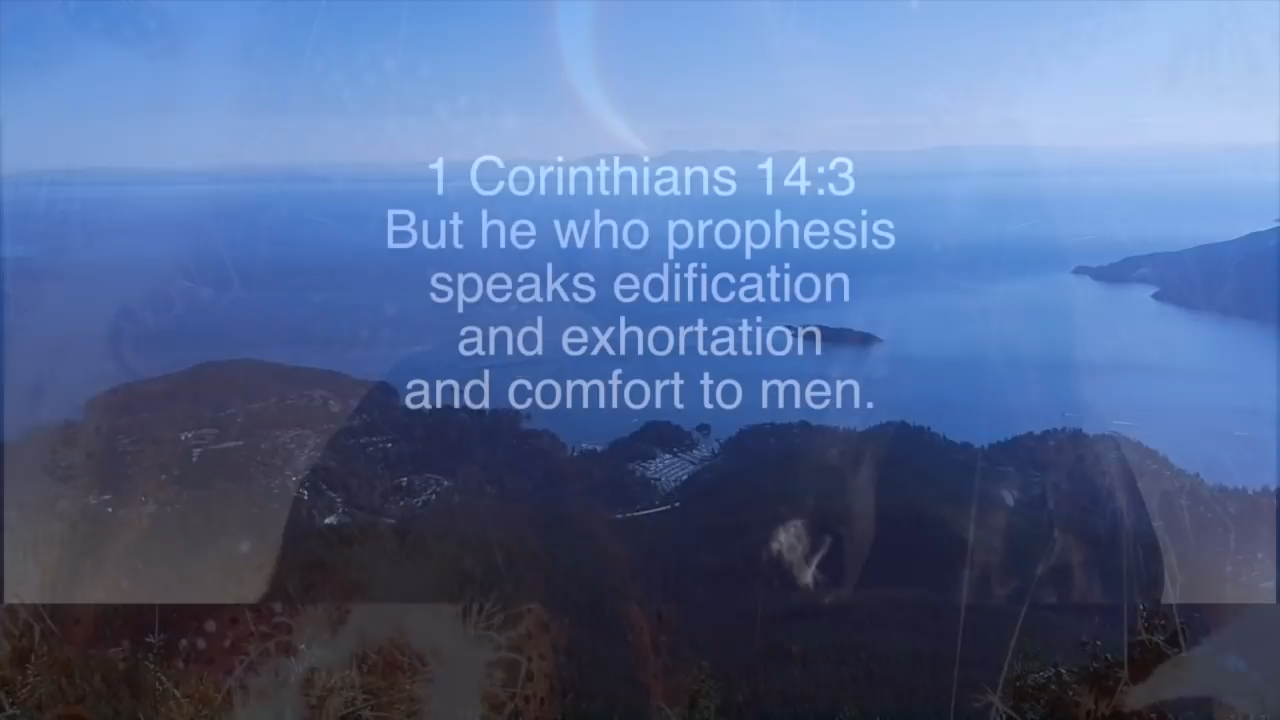 1 Corinthians 14:3
But he who prophesis
speaks edification
and exhortation
and comfort to men.